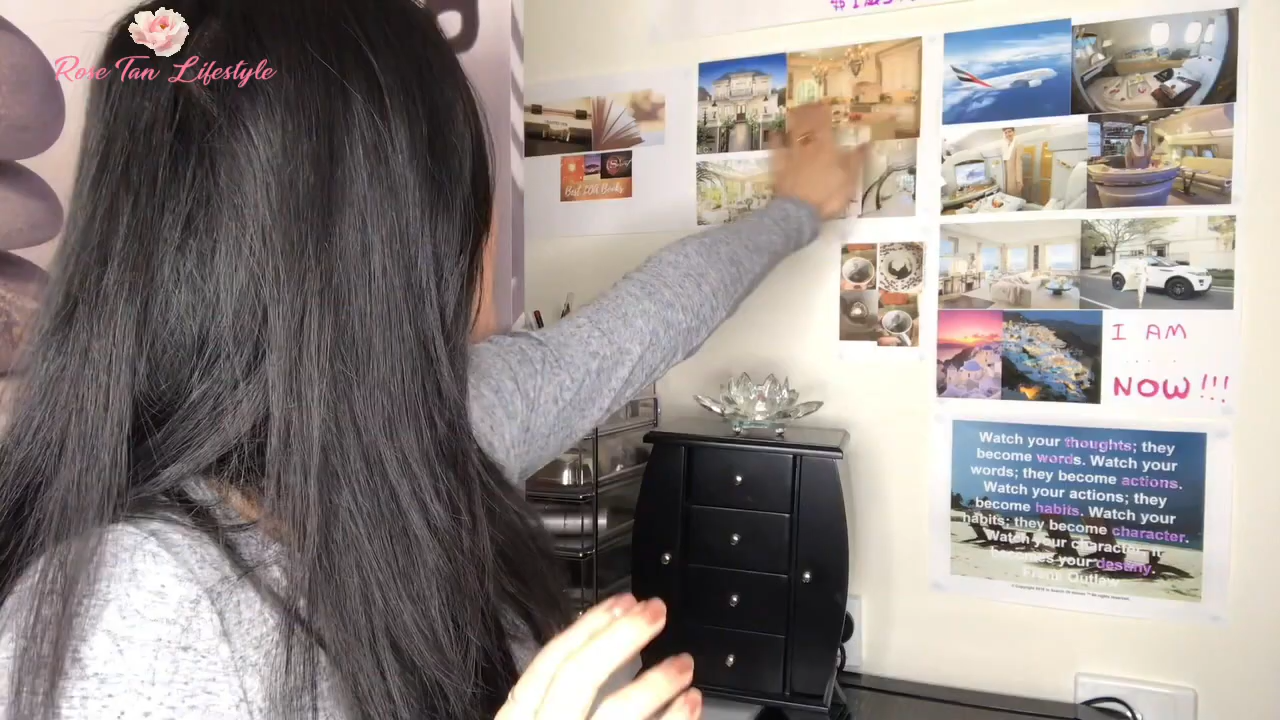 Rose Tan Lifestyle
Best LOA Books
I AM
.....
NOW!!!
Watch your thoughts; they
become words. Watch your
words; they become actions.
Watch your actions; they
become habits. Watch your
habits; they become character.
Watch your character, it
Becomes your destiny.
Frank Outlaw